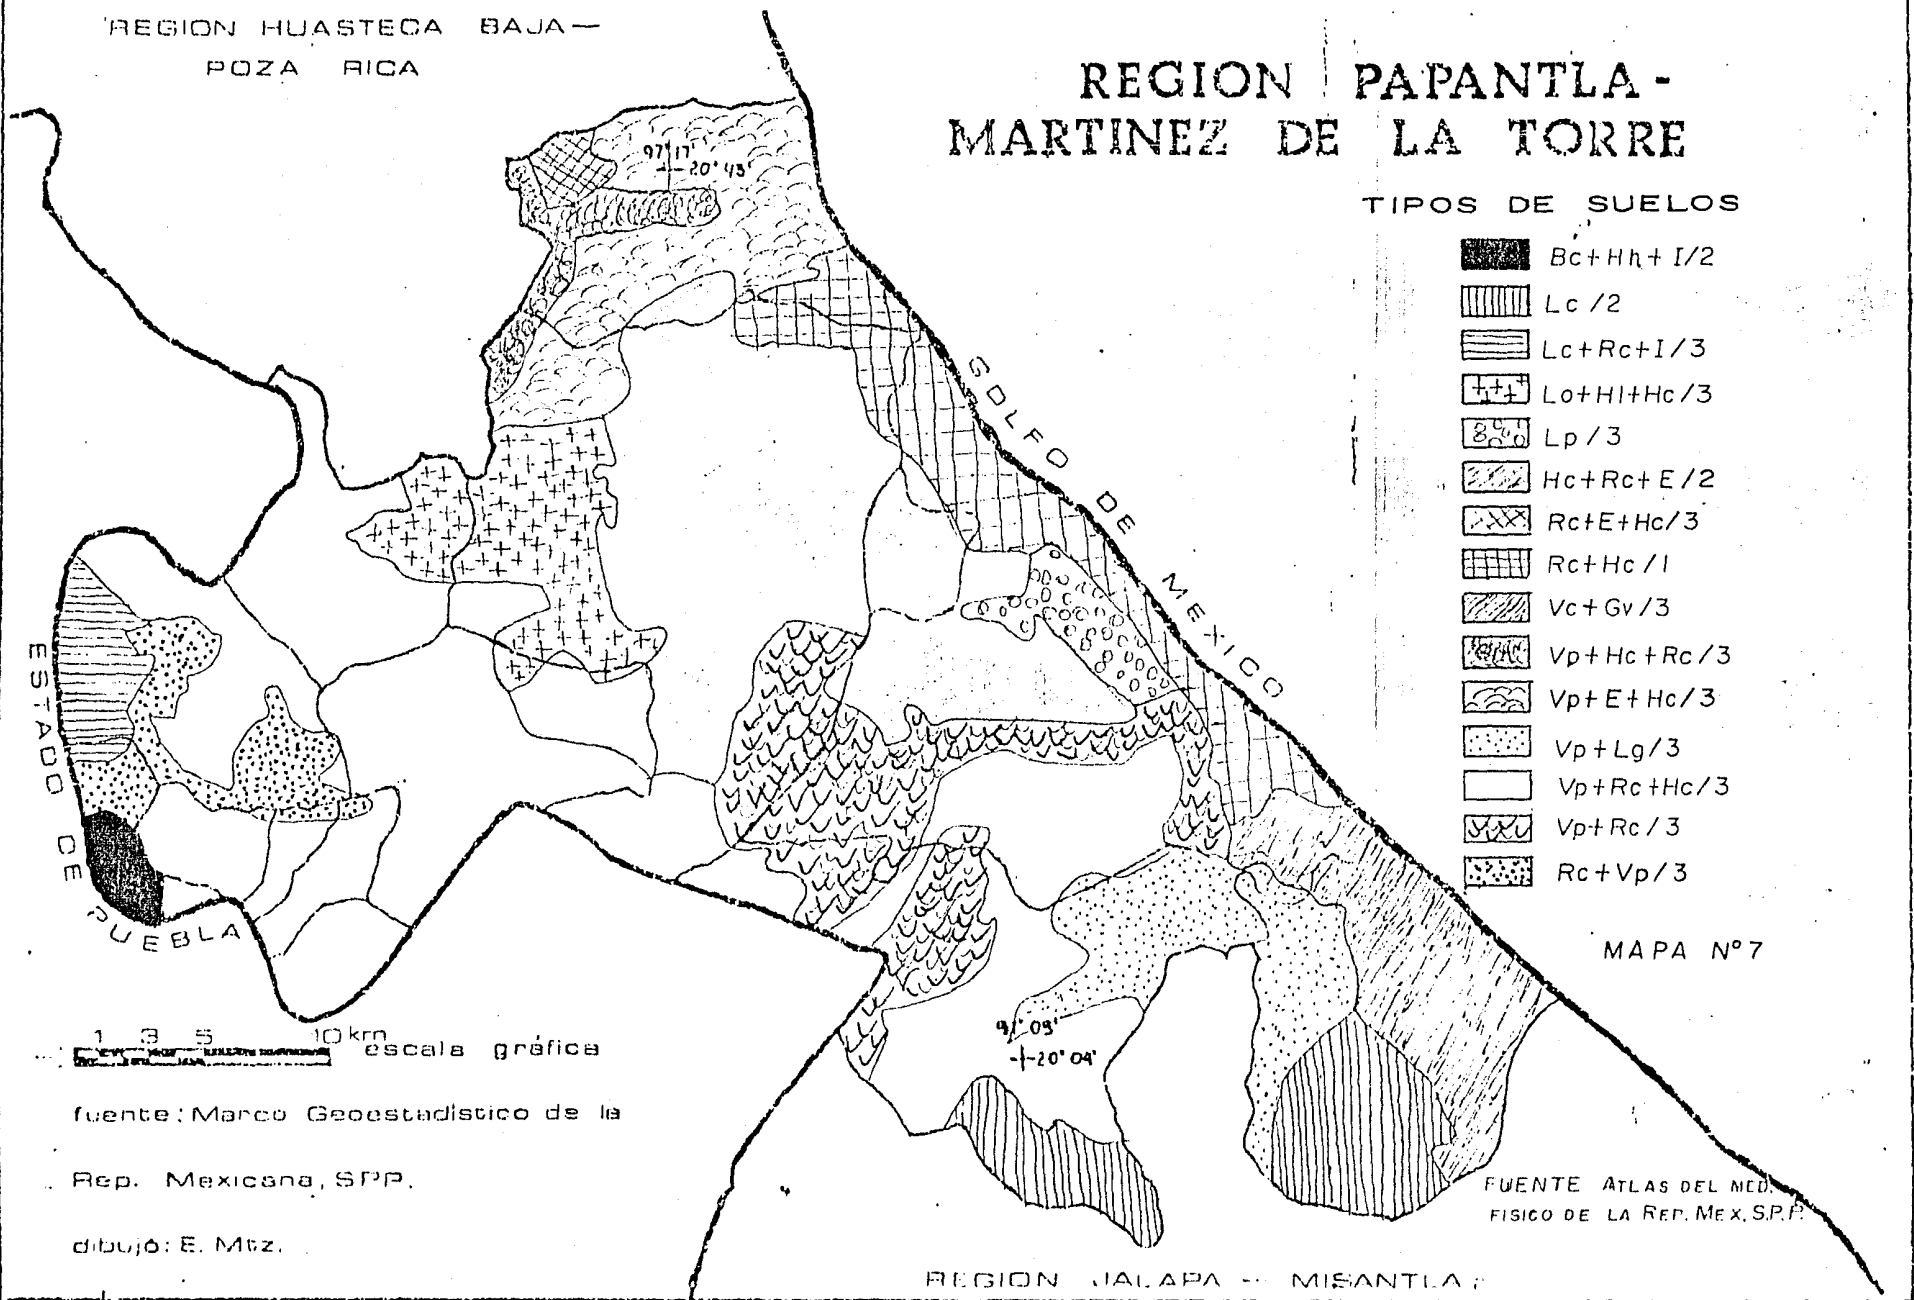 REGION HUASTECA BAJA—
POZA RICA
REGION PAPANTLA-
MARTINEZ DE LA TORRE
TIPOS DE SUELOS
Bc+Hh+I/2
Lc/2
Lc+Rc+I/3
Lo+Hl+Hc/3
Lp/3
Hc+Rc+E/2
Rc+E+Hc/3
Rc+Hc/1
Vc+Gv/3
Vp+Hc+Rc/3
Vp+E+Hc/3
Vp+Lg/3
Vp+Rc+Hc/3
Vp+Rc/3
Rc+Vp/3
MAPA Nº7
97°17'
20°43'
GOLFO DE MEXICO
ESTADO DE PUEBLA
1 3 5 10 km
escala gráfica
fuente: Marco Geoestadístico de la
Rep. Mexicana, SPP.
dibujó: E. Mtz.
97°09'
20°04'
FUENTE ATLAS DEL MED.
FISICO DE LA REP. MEX, S.P.P.
REGION JALAPA - MISANTLA